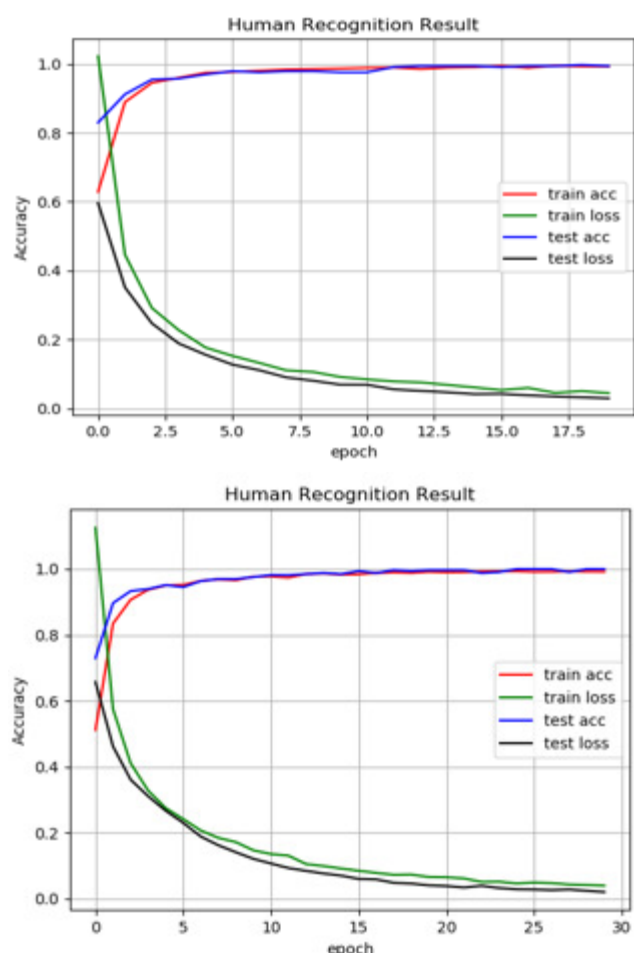 Human Recognition Result
1.0
0.8
0.6
0.4
0.2
0.0
Accuracy
train acc
train loss
test acc
test loss
0.0 2.5 5.0 7.5 10.0 12.5 15.0 17.5
epoch
Human Recognition Result
1.0
0.8
0.6
0.4
0.2
0.0
Accuracy
train acc
train loss
test acc
test loss
0 5 10 15 20 25 30
epoch